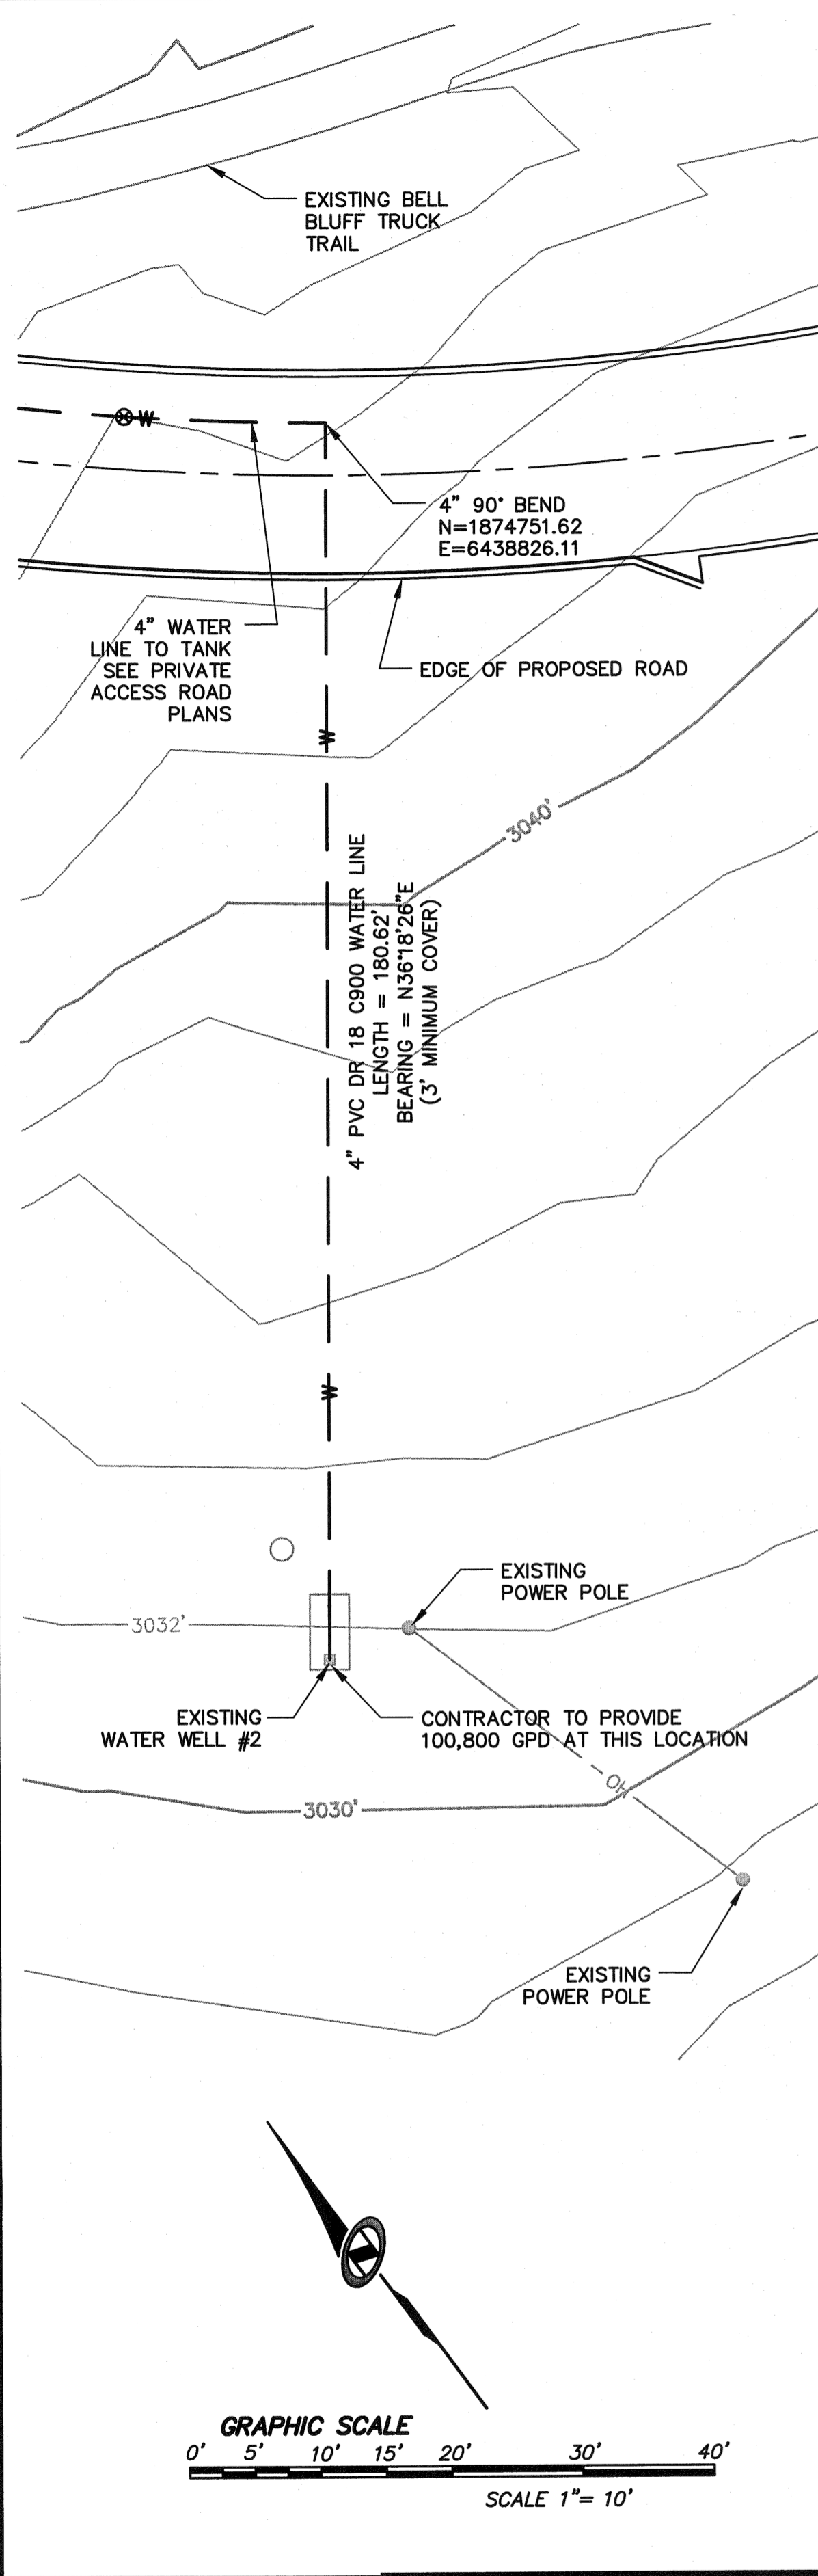 EXISTING BELL
BLUFF TRUCK
TRAIL
W
4" 90° BEND
N=1874751.62
E=6438826.11
4" WATER
LINE TO TANK
SEE PRIVATE
ACCESS ROAD
PLANS
EDGE OF PROPOSED ROAD
W
3040'
4" PVC DR 18 C900 WATER LINE
LENGTH = 180.62'
BEARING = N36°18'26"E
(3' MINIMUM COVER)
W
EXISTING
POWER POLE
3032'
EXISTING
WATER WELL #2
CONTRACTOR TO PROVIDE
100,800 GPD AT THIS LOCATION
OH
3030'
EXISTING
POWER POLE
GRAPHIC SCALE
0' 5' 10' 15' 20' 30' 40'
SCALE 1"= 10'